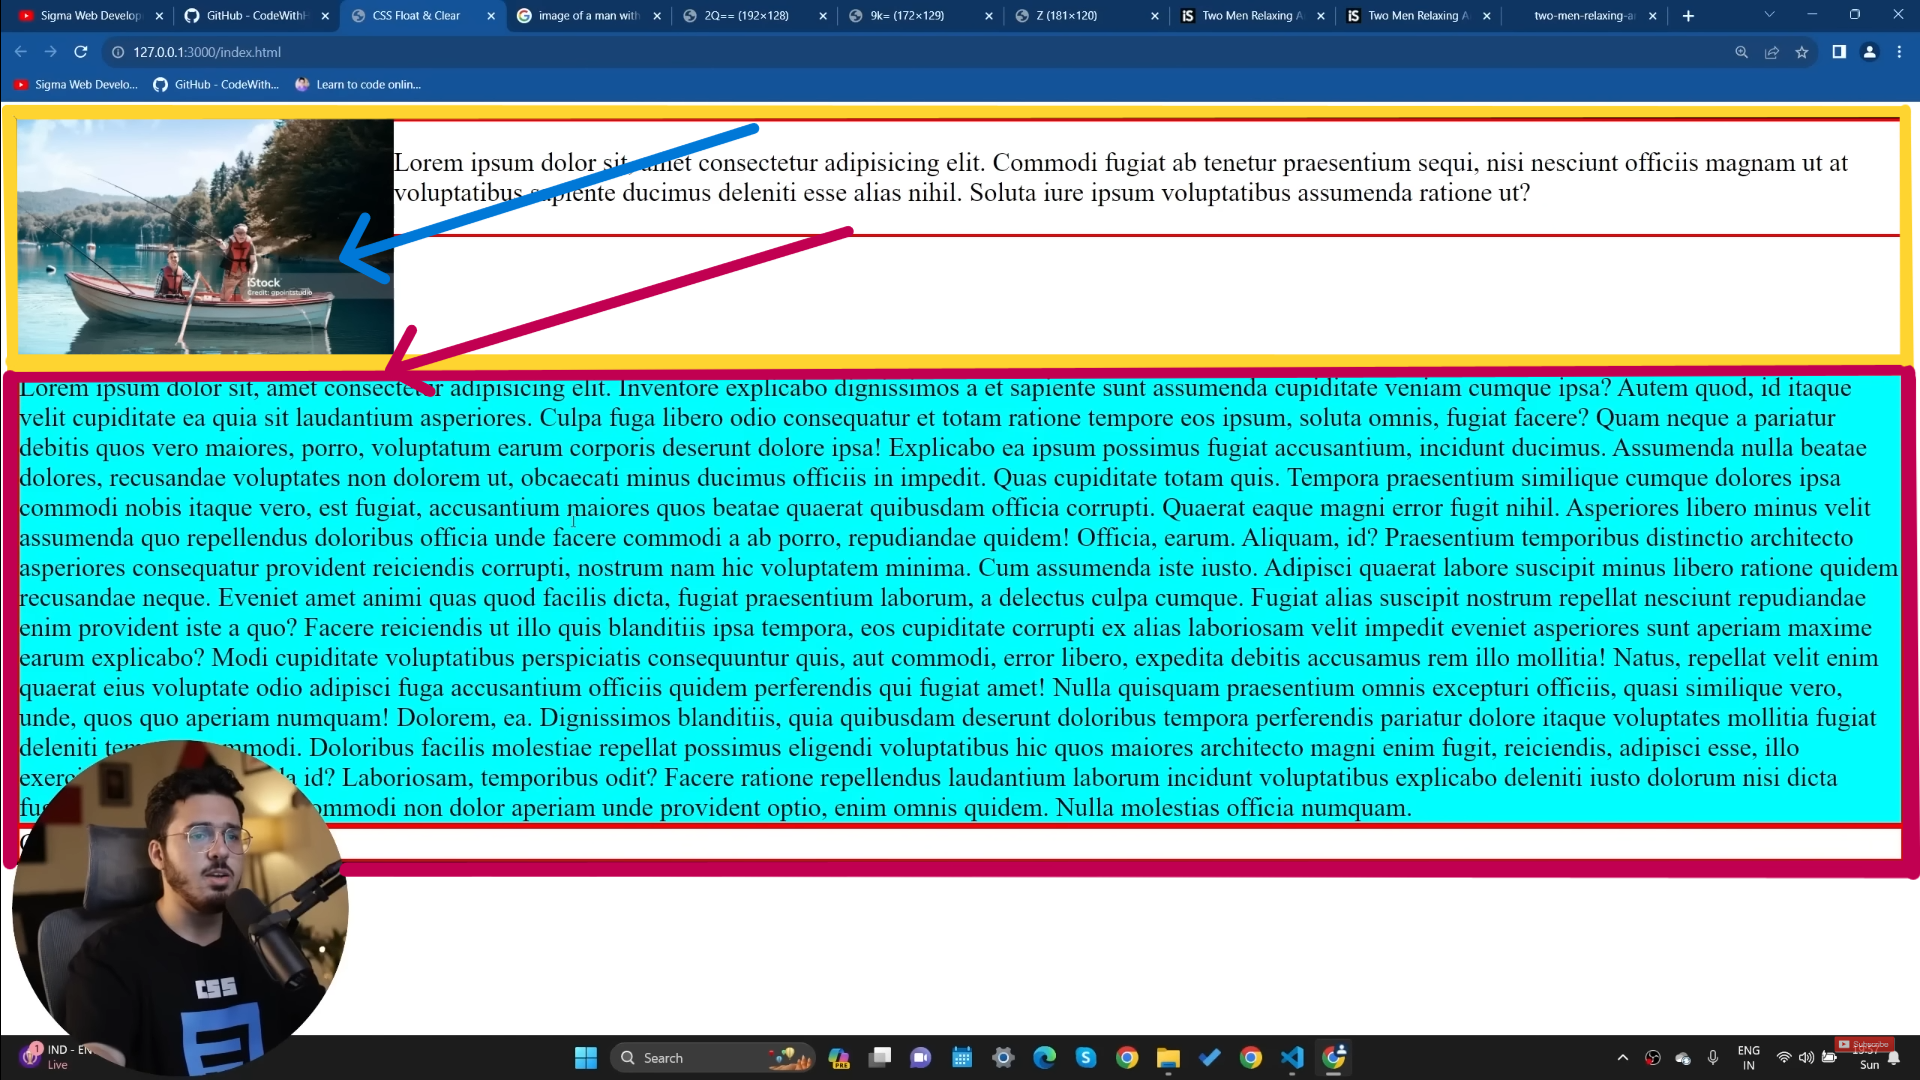 Sigma Web Develop
GitHub - CodeWithH
CSS Float & Clear
image of a man with
2Q== (192×128)
9k= (172×129)
Z (181×120)
Two Men Relaxing A
Two Men Relaxing A
two-men-relaxing-a
127.0.0.1:3000/index.html
Sigma Web Develo...
GitHub - CodeWith...
Learn to code onlin...
Lorem ipsum dolor sit, amet consectetur adipisicing elit. Commodi fugiat ab tenetur praesentium sequi, nisi nesciunt officiis magnam ut at
voluptatibus sapiente ducimus deleniti esse alias nihil. Soluta iure ipsum voluptatibus assumenda ratione ut?
iStock
Credit: gpointstudio
Lorem ipsum dolor sit, amet consectetur adipisicing elit. Inventore explicabo dignissimos a et sapiente sunt assumenda cupiditate veniam cumque ipsa? Autem quod, id itaque
velit cupiditate ea quia sit laudantium asperiores. Culpa fuga libero odio consequatur et totam ratione tempore eos ipsum, soluta omnis, fugiat facere? Quam neque a pariatur
debitis quos vero maiores, porro, voluptatum earum corporis deserunt dolore ipsa! Explicabo ea ipsum possimus fugiat accusantium, incidunt ducimus. Assumenda nulla beatae
dolores, recusandae voluptates non dolorem ut, obcaecati minus ducimus officiis in impedit. Quas cupiditate totam quis. Tempora praesentium similique cumque dolores ipsa
commodi nobis itaque vero, est fugiat, accusantium maiores quos beatae quaerat quibusdam officia corrupti. Quaerat eaque magni error fugit nihil. Asperiores libero minus velit
assumenda quo repellendus doloribus officia unde facere commodi a ab porro, repudiandae quidem! Officia, earum. Aliquam, id? Praesentium temporibus distinctio architecto
asperiores consequatur provident reiciendis corrupti, nostrum nam hic voluptatem minima. Cum assumenda iste iusto. Adipisci quaerat labore suscipit minus libero ratione quidem
recusandae neque. Eveniet amet animi quas quod facilis dicta, fugiat praesentium laborum, a delectus culpa cumque. Fugiat alias suscipit nostrum repellat nesciunt repudiandae
enim provident iste a quo? Facere reiciendis ut illo quis blanditiis ipsa tempora, eos cupiditate corrupti ex alias laboriosam velit impedit eveniet asperiores sunt aperiam maxime
earum explicabo? Modi cupiditate voluptatibus perspiciatis consequuntur quis, aut commodi, error libero, expedita debitis accusamus rem illo mollitia! Natus, repellat velit enim
quaerat eius voluptate odio adipisci fuga accusantium officiis quidem perferendis qui fugiat amet! Nulla quisquam praesentium omnis excepturi officiis, quasi similique vero,
unde, quos quo aperiam numquam! Dolorem, ea. Dignissimos blanditiis, quia quibusdam deserunt doloribus tempora perferendis pariatur dolore itaque voluptates mollitia fugiat
deleniti mmodi. Doloribus facilis molestiae repellat possimus eligendi voluptatibus hic quos maiores architecto magni enim fugit, reiciendis, adipisci esse, illo
id? Laboriosam, temporibus odit? Facere ratione repellendus laudantium laborum incidunt voluptatibus explicabo deleniti iusto dolorum nisi dicta
ommodi non dolor aperiam unde provident optio, enim omnis quidem. Nulla molestias officia numquam.
CSS
1
IND - EN
Live
Search
PRE
ENG
IN
Subscribe
Sun